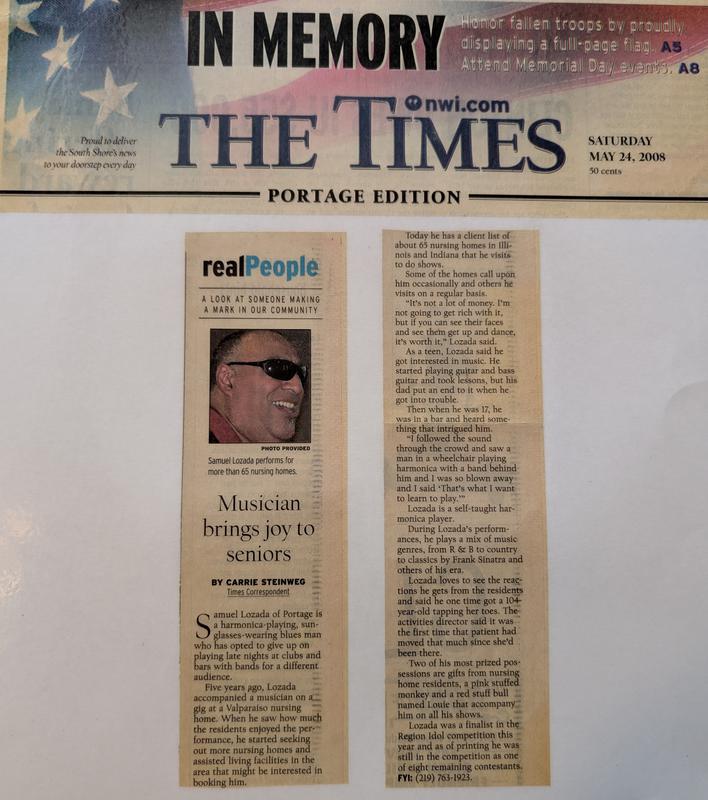 IN MEMORY
Honor fallen troops by proudly
displaying a full-page flag. A5
Attend Memorial Day events. A8
nwi.com
THE TIMES
Proud to deliver
the South Shore's news
to your doorstep every day
SATURDAY
MAY 24, 2008
50 cents
PORTAGE EDITION
realPeople
A LOOK AT SOMEONE MAKING
A MARK IN OUR COMMUNITY
PHOTO PROVIDED
Samuel Lozada performs for
more than 65 nursing homes.
Musician
brings joy to
seniors
BY CARRIE STEINWEG
Times Correspondent
Samuel Lozada of Portage is
a harmonica-playing, sun-
glasses-wearing blues man
who has opted to give up on
playing late nights at clubs and
bars with bands for a different
audience.
Five years ago, Lozada
accompanied a musician on a
gig at a Valparaiso nursing
home. When he saw how much
the residents enjoyed the per-
formance, he started seeking
out more nursing homes and
assisted living facilities in the
area that might be interested in
booking him.
Today he has a client list of
about 65 nursing homes in Illi-
nois and Indiana that he visits
to do shows.
Some of the homes call upon
him occasionally and others he
visits on a regular basis.
"It's not a lot of money. I'm
not going to get rich with it,
but if you can see their faces
and see them get up and dance,
it's worth it," Lozada said.
As a teen, Lozada said he
got interested in music. He
started playing guitar and bass
guitar and took lessons, but his
dad put an end to it when he
got into trouble.
Then when he was 17, he
was in a bar and heard some-
thing that intrigued him.
"I followed the sound
through the crowd and saw a
man in a wheelchair playing
harmonica with a band behind
him and I was so blown away
and I said 'That's what I want
to learn to play.'"
Lozada is a self-taught har-
monica player.
During Lozada's perform-
ances, he plays a mix of music
genres, from R & B to country
to classics by Frank Sinatra and
others of his era.
Lozada loves to see the reac-
tions he gets from the residents
and said he one time got a 104-
year-old tapping her toes. The
activities director said it was
the first time that patient had
moved that much since she'd
been there.
Two of his most prized pos-
sessions are gifts from nursing
home residents, a pink stuffed
monkey and a red stuff bull
named Louie that accompany
him on all his shows.
Lozada was a finalist in the
Region Idol competition this
year and as of printing he was
still in the competition as one
of eight remaining contestants.
FYI: (219) 763-1923.